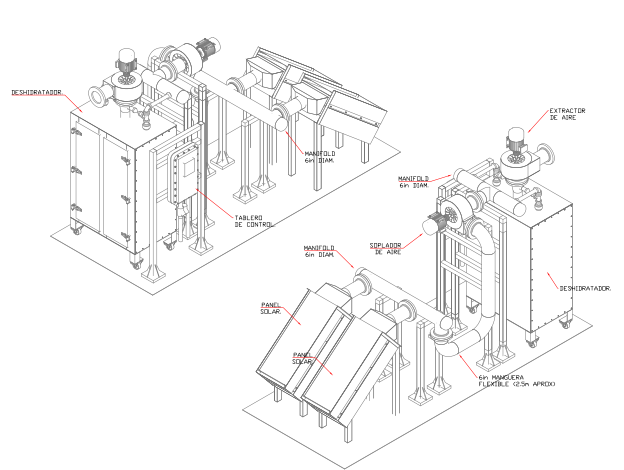 DESHIDRATADOR.
MANIFOLD
6in DIAM.
TABLERO
DE CONTROL.
EXTRACTOR
DE AIRE
MANIFOLD
6in DIAM.
SOPLADOR
DE AIRE
MANIFOLD
6in DIAM.
DESHIDRATADOR.
PANEL
SOLAR.
PANEL
SOLAR.
6in MANGUERA
FLEXIBLE (2.5m APROX)